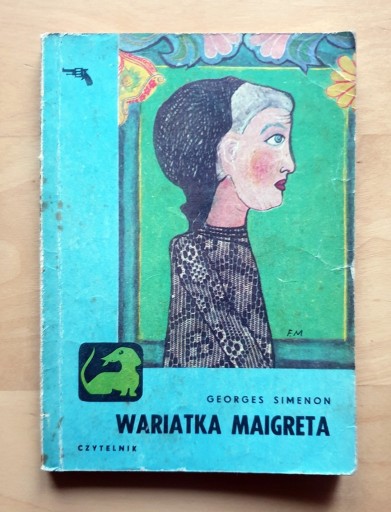 F.M
GEORGES SIMENON
WARIATKA MAIGRETA
CZYTELNIK